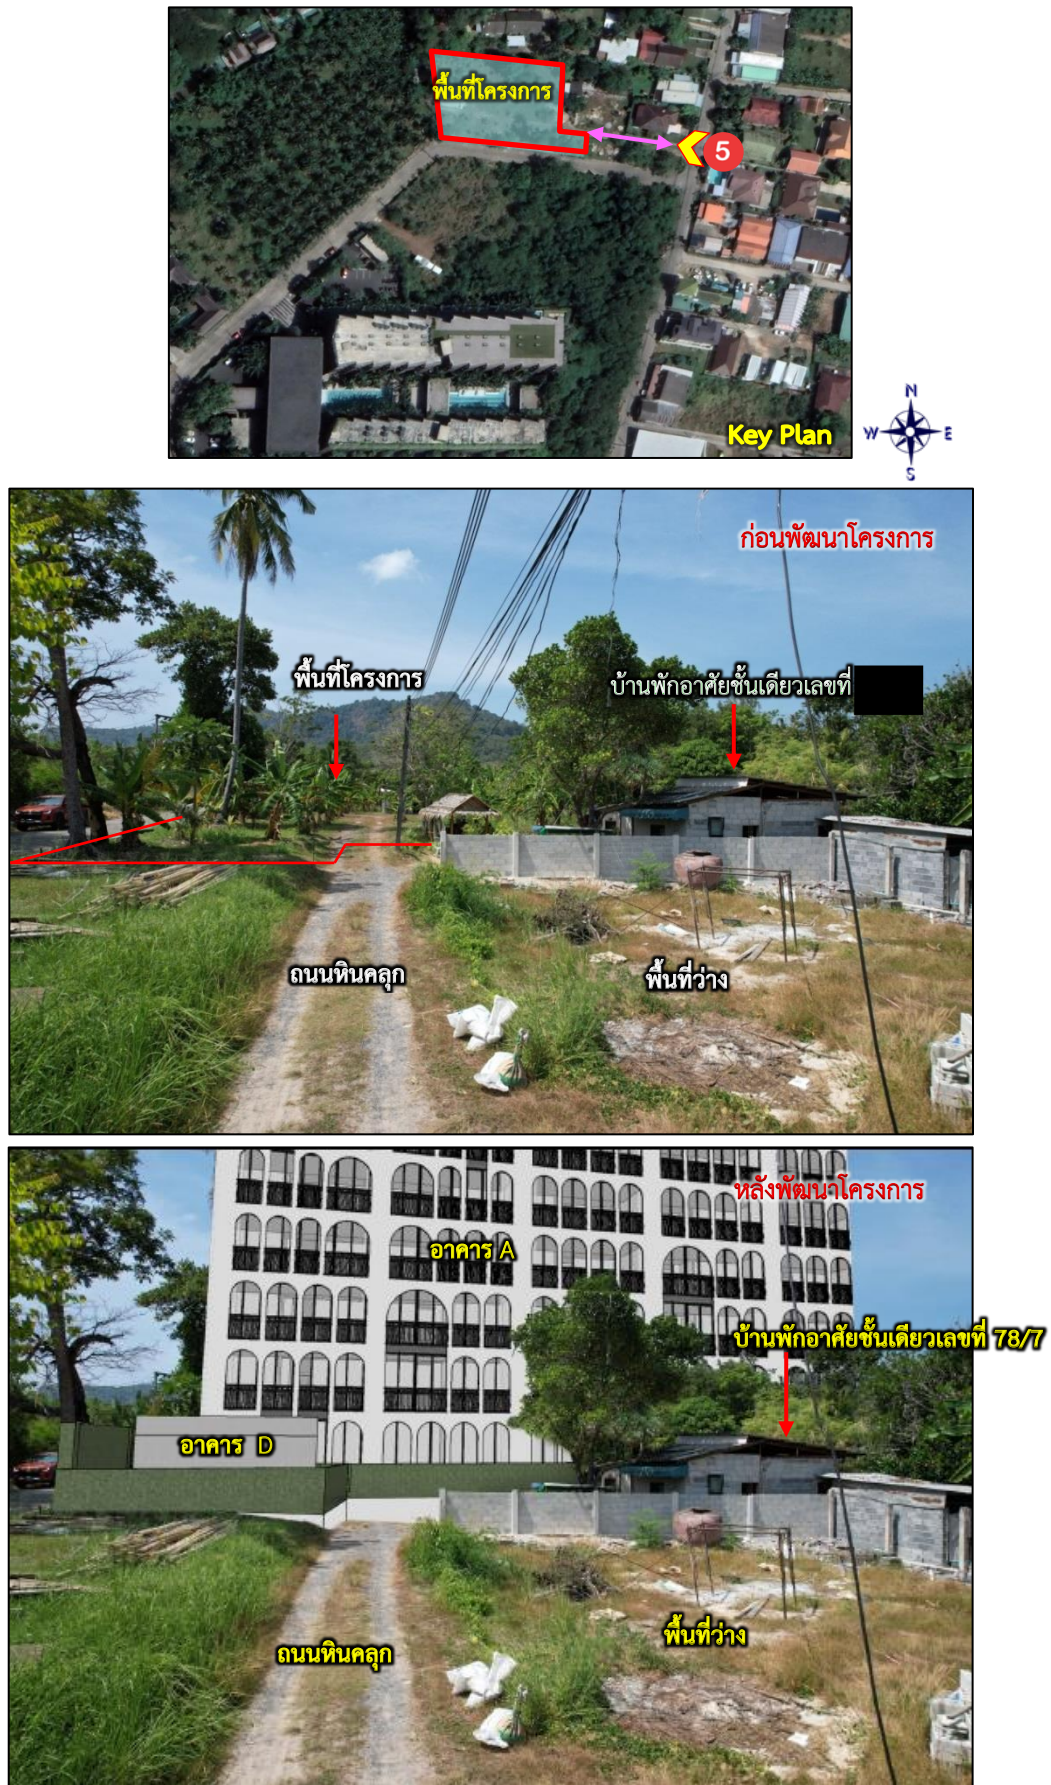 พื้นที่โครงการ
5
Key Plan
N
W E
S
ก่อนพัฒนาโครงการ
พื้นที่โครงการ
บ้านพักอาศัยชั้นเดียวเลขที่
ถนนหินคลุก
พื้นที่ว่าง
หลังพัฒนาโครงการ
อาคาร A
บ้านพักอาศัยชั้นเดียวเลขที่ 78/7
อาคาร D
พื้นที่ว่าง
ถนนหินคลุก